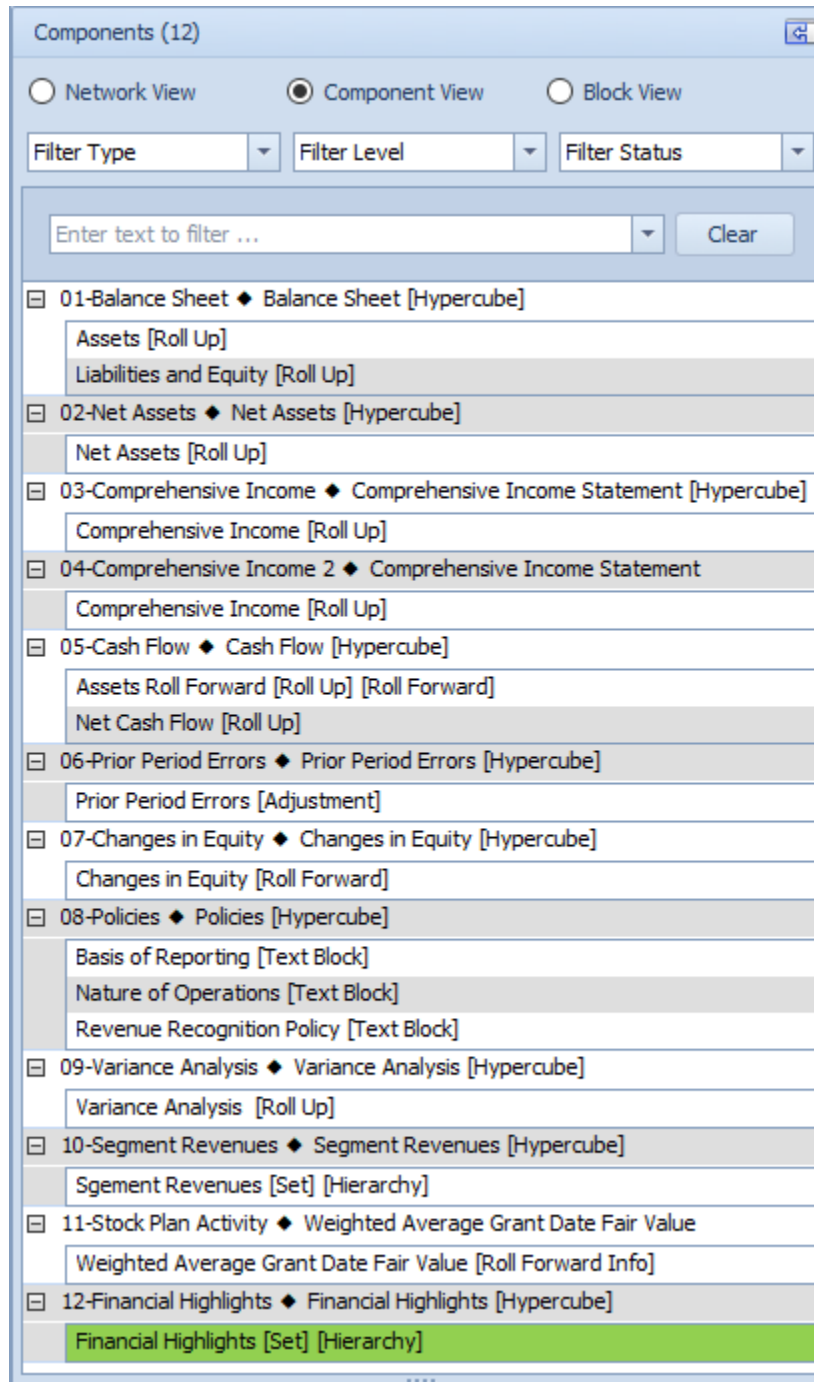 Components (12)
Network View Component View Block View
Filter Type Filter Level Filter Status
Enter text to filter ... Clear
01-Balance Sheet ◆ Balance Sheet [Hypercube]
Assets [Roll Up]
Liabilities and Equity [Roll Up]
02-Net Assets ◆ Net Assets [Hypercube]
Net Assets [Roll Up]
03-Comprehensive Income ◆ Comprehensive Income Statement [Hypercube]
Comprehensive Income [Roll Up]
04-Comprehensive Income 2 ◆ Comprehensive Income Statement
Comprehensive Income [Roll Up]
05-Cash Flow ◆ Cash Flow [Hypercube]
Assets Roll Forward [Roll Up] [Roll Forward]
Net Cash Flow [Roll Up]
06-Prior Period Errors ◆ Prior Period Errors [Hypercube]
Prior Period Errors [Adjustment]
07-Changes in Equity ◆ Changes in Equity [Hypercube]
Changes in Equity [Roll Forward]
08-Policies ◆ Policies [Hypercube]
Basis of Reporting [Text Block]
Nature of Operations [Text Block]
Revenue Recognition Policy [Text Block]
09-Variance Analysis ◆ Variance Analysis [Hypercube]
Variance Analysis [Roll Up]
10-Segment Revenues ◆ Segment Revenues [Hypercube]
Sgement Revenues [Set] [Hierarchy]
11-Stock Plan Activity ◆ Weighted Average Grant Date Fair Value
Weighted Average Grant Date Fair Value [Roll Forward Info]
12-Financial Highlights ◆ Financial Highlights [Hypercube]
Financial Highlights [Set] [Hierarchy]